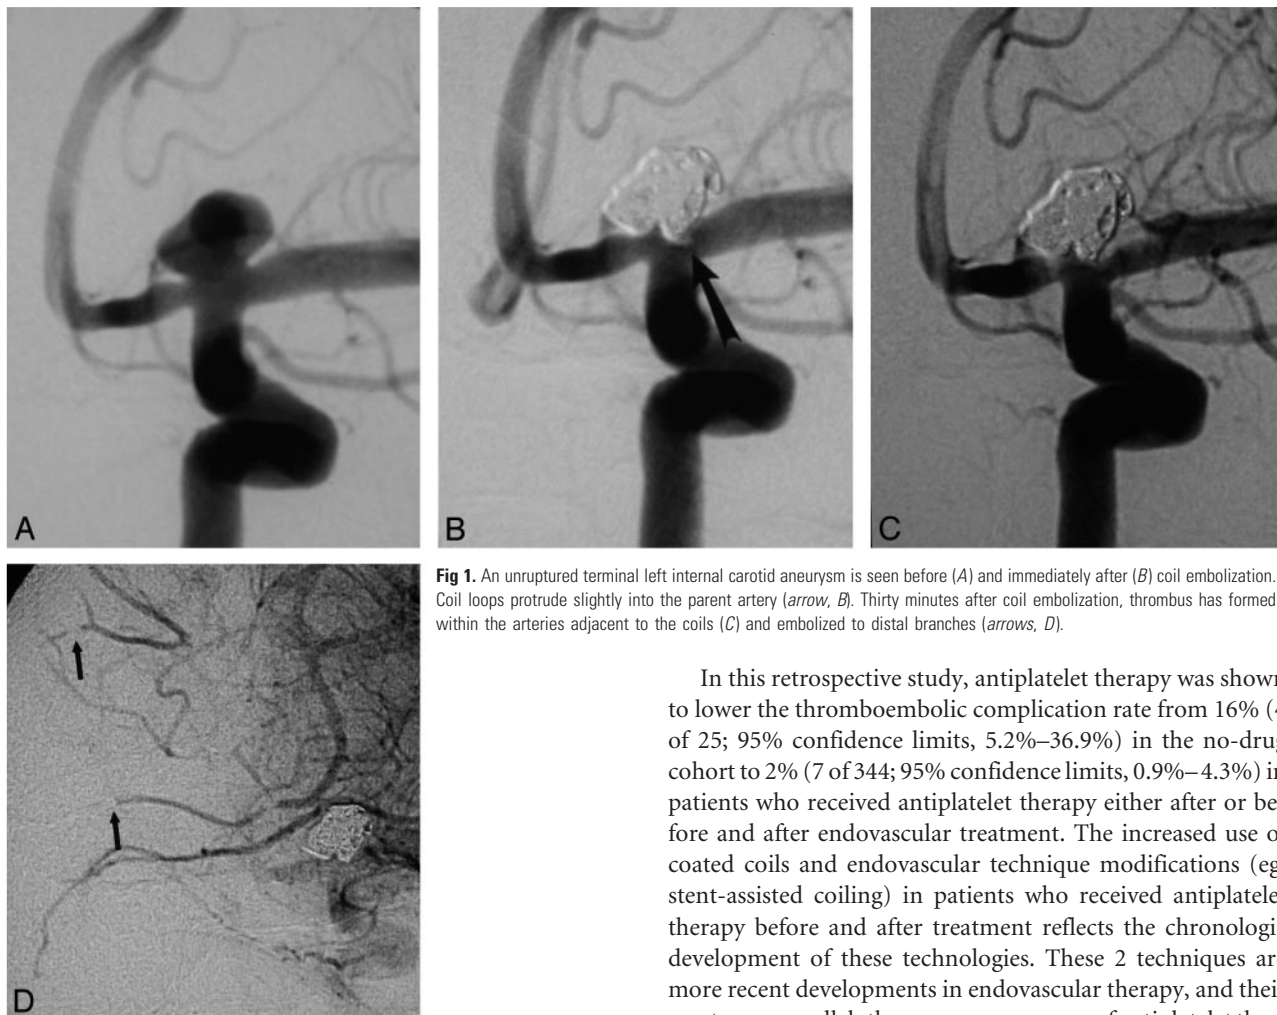 A
B
C
D
Fig 1. An unruptured terminal left internal carotid aneurysm is seen before (A) and immediately after (B) coil embolization.
Coil loops protrude slightly into the parent artery (arrow, B). Thirty minutes after coil embolization, thrombus has formed
within the arteries adjacent to the coils (C) and embolized to distal branches (arrows, D).
In this retrospective study, antiplatelet therapy was shown
to lower the thromboembolic complication rate from 16% (4
of 25; 95% confidence limits, 5.2%–36.9%) in the no-drug
cohort to 2% (7 of 344; 95% confidence limits, 0.9%–4.3%) in
patients who received antiplatelet therapy either after or be-
fore and after endovascular treatment. The increased use o
coated coils and endovascular technique modifications (eg
stent-assisted coiling) in patients who received antiplatele
therapy before and after treatment reflects the chronologi
development of these technologies. These 2 techniques ar
more recent developments in endovascular therapy, and thei